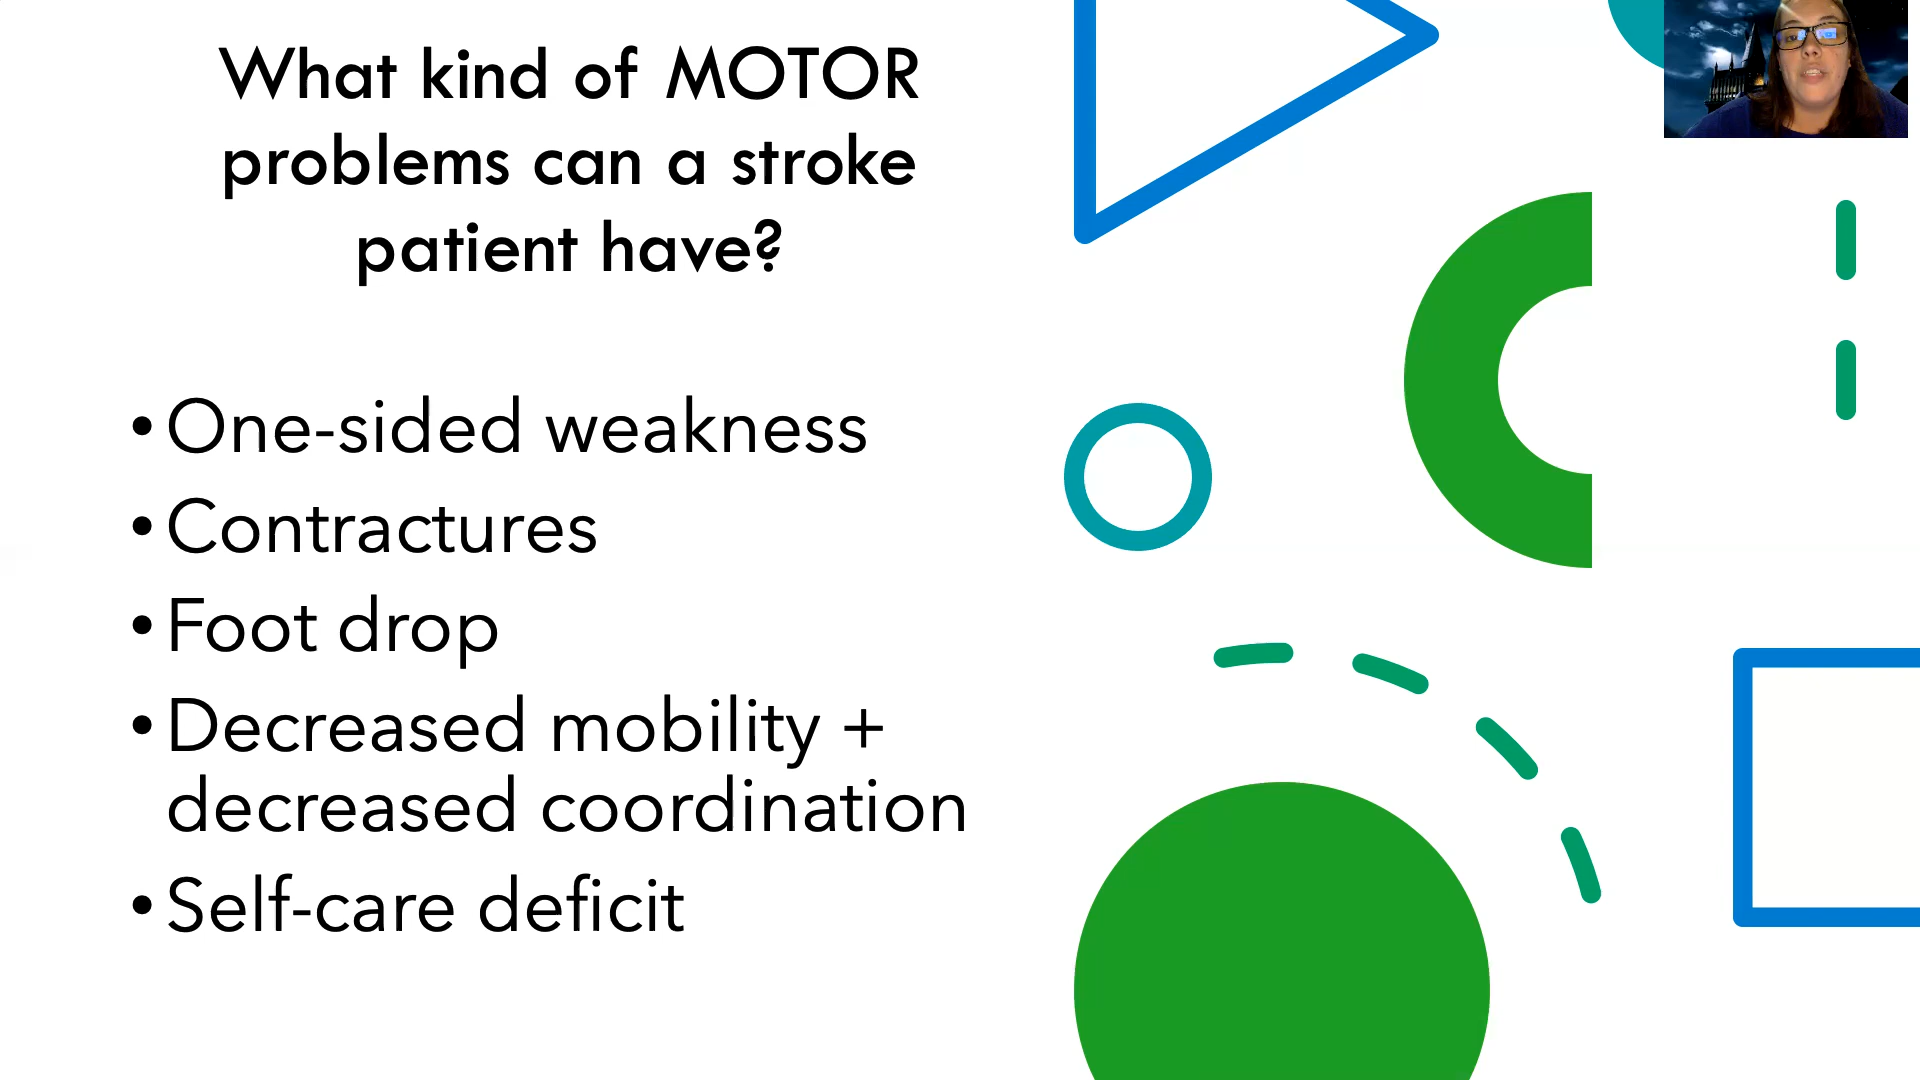 What kind of MOTOR
problems can a stroke
patient have?
•One-sided weakness
•Contractures
•Foot drop
•Decreased mobility +
decreased coordination
•Self-care deficit